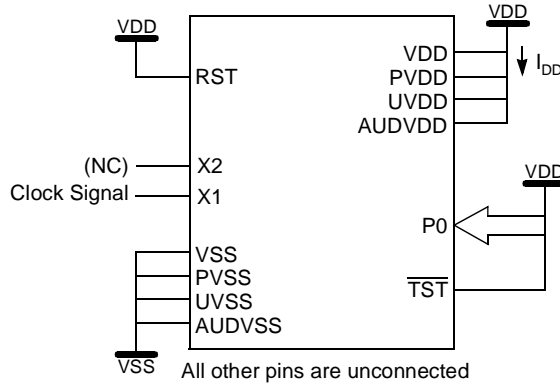 VDD
RST
(NC)
X2
Clock Signal
X1
VSS
PVSS
UVSS
AUDVSS
VSS
VDD
VDD
PVDD
UVDD
AUDVDD
IDD
VDD
P0
TST
All other pins are unconnected